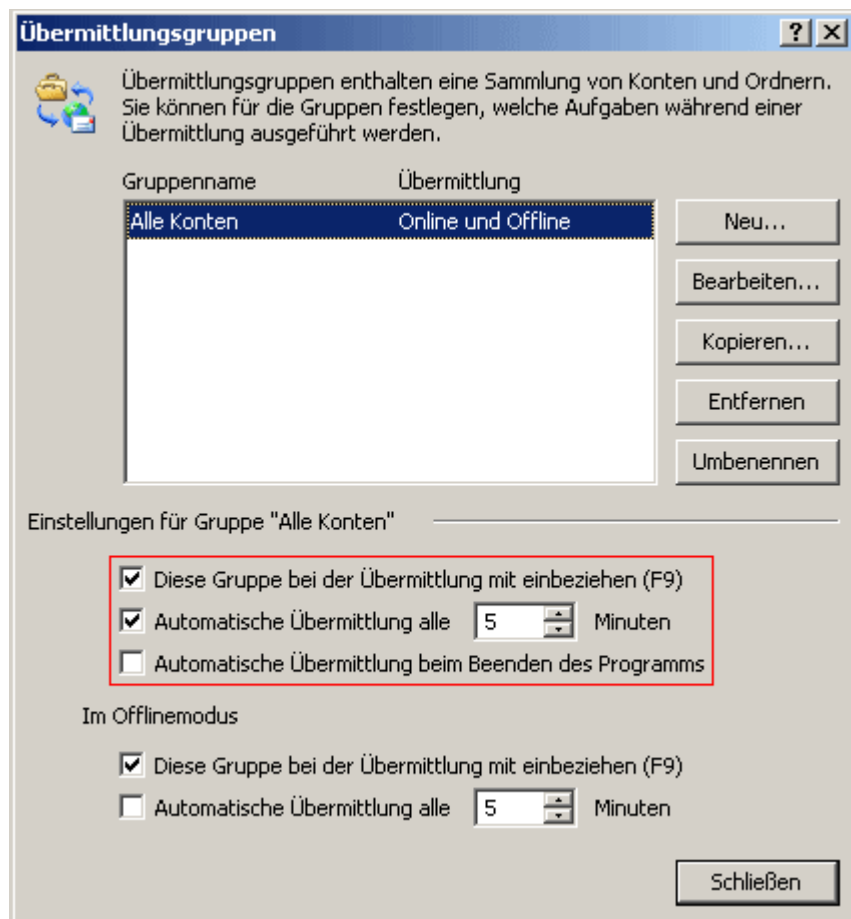 Übermittlungsgruppen
Übermittlungsgruppen enthalten eine Sammlung von Konten und Ordnern.
Sie können für die Gruppen festlegen, welche Aufgaben während einer
Übermittlung ausgeführt werden.
Gruppenname Übermittlung
Alle Konten Online und Offline
Neu...
Bearbeiten...
Kopieren...
Entfernen
Umbenennen
Einstellungen für Gruppe "Alle Konten"
Diese Gruppe bei der Übermittlung mit einbeziehen (F9)
Automatische Übermittlung alle 5 Minuten
Automatische Übermittlung beim Beenden des Programms
Im Offlinemodus
Diese Gruppe bei der Übermittlung mit einbeziehen (F9)
Automatische Übermittlung alle 5 Minuten
Schließen